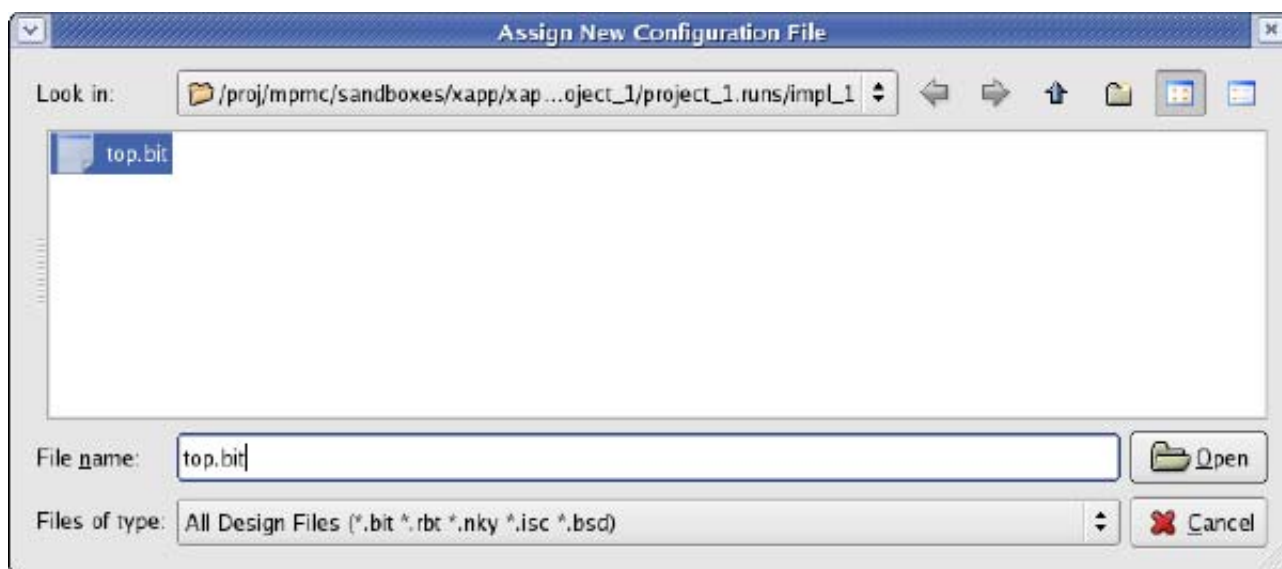 Assign New Configuration File
Look in: /proj/mpmc/sandboxes/xapp/xap...oject_1/project_1.runs/impl_1
top.bit
File name: top.bit Open
Files of type: All Design Files (*.bit *.rbt *.nky *.isc *.bsd) Cancel